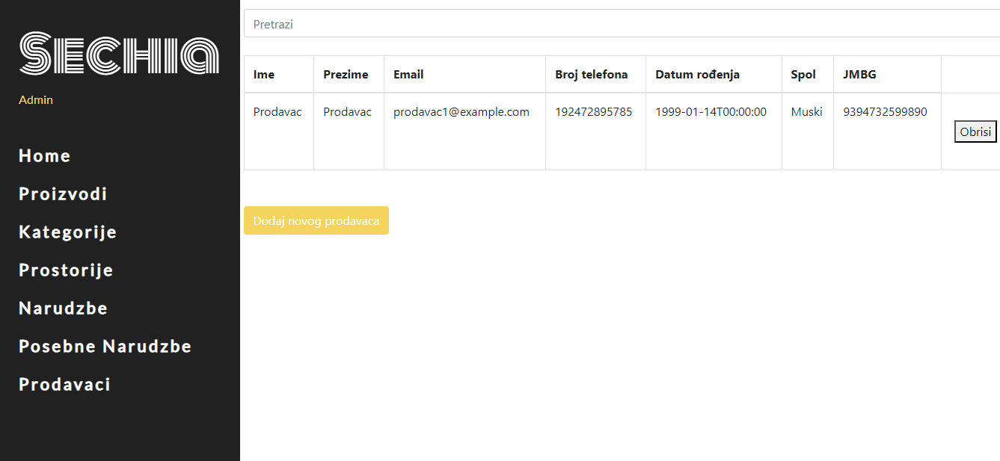 Sechia
Admin
Home
Proizvodi
Kategorije
Prostorije
Narudzbe
Posebne Narudzbe
Prodavaci
Pretrazi
Ime Prezime Email Broj telefona Datum rođenja Spol JMBG
Prodavac Prodavac prodavac1@example.com 192472895785 1999-01-14T00:00:00 Muski 9394732599890 Obrisi
Dodaj novog prodavaca